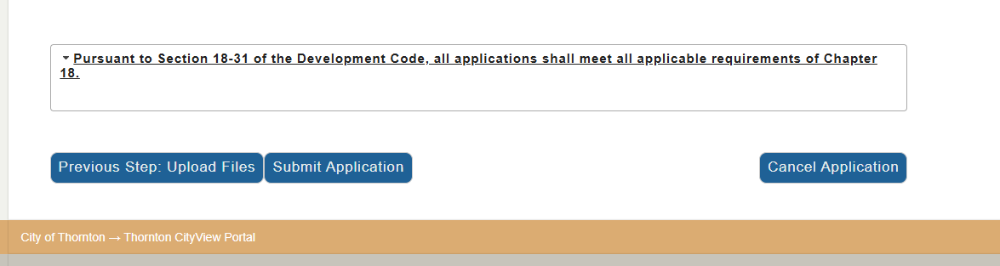 Pursuant to Section 18-31 of the Development Code, all applications shall meet all applicable requirements of Chapter
18.
Previous Step: Upload Files Submit Application Cancel Application
City of Thornton → Thornton CityView Portal